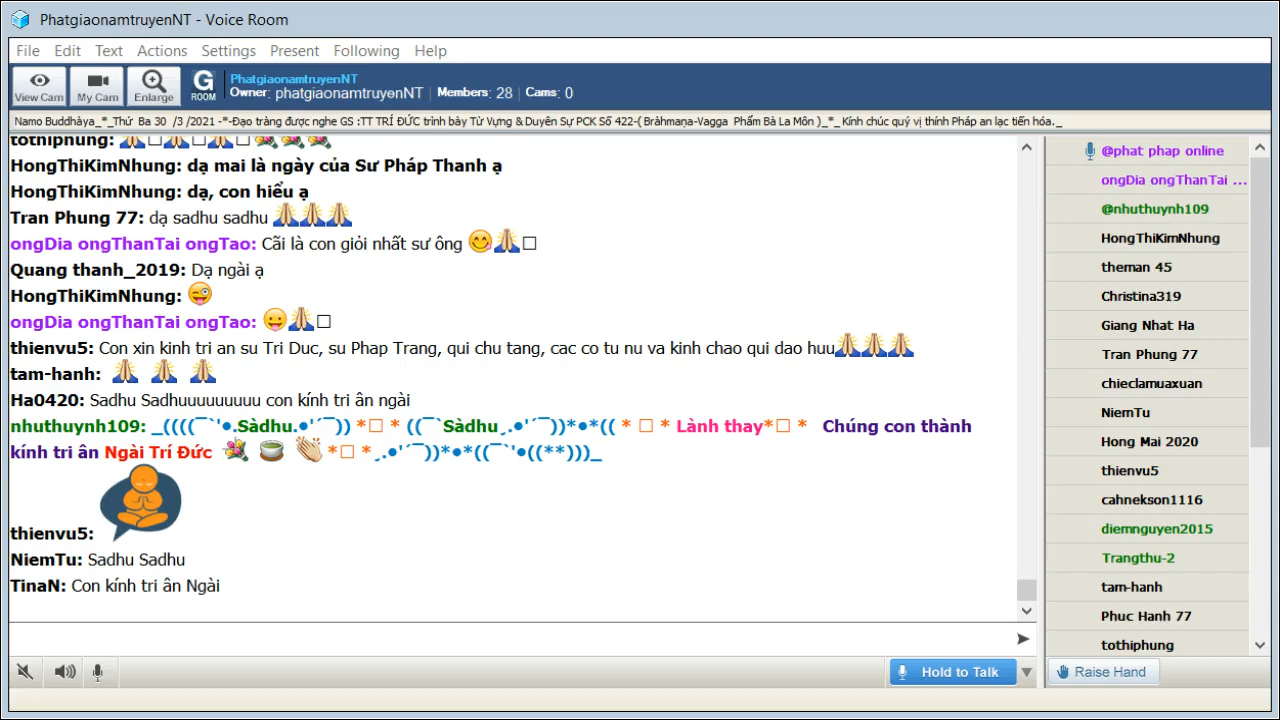 PhatgiaonamtruyenNT - Voice Room
File Edit Text Actions Settings Present Following Help
View Cam My Cam Enlarge G ROOM PhatgiaonamtruyenNT
Owner: phatgiaonamtruyenNT | Members: 28 | Cams: 0
Namo Buddhàya_*_Thứ Ba 30 /3 /2021 -*-Đạo tràng được nghe GS :TT TRÍ ĐỨC trình bày Từ Vựng & Duyên Sự PCK Số 422-( Bràhmaṇa-Vagga Phẩm Bà La Môn )_*_ Kính chúc quý vị thính Pháp an lạc tiến hóa._
tothiphung: 🙏🏻☐🙏🏻☐🙏🏻☐💐💐💐
HongThiKimNhung: dạ mai là ngày của Sư Pháp Thanh ạ
HongThiKimNhung: dạ, con hiểu ạ
Tran Phung 77: dạ sadhu sadhu 🙏🙏🙏
ongDia ongThanTai ongTao: Cãi là con giỏi nhất sư ông 😋🙏☐
Quang thanh_2019: Dạ ngài ạ
HongThiKimNhung: 😜
ongDia ongThanTai ongTao: 😛🙏☐
thienvu5: Con xin kinh tri an su Tri Duc, su Phap Trang, qui chu tang, cac co tu nu va kinh chao qui dao huu🙏🙏🙏
tam-hanh: 🙏 🙏 🙏
Ha0420: Sadhu Sadhuuuuuuuuu con kính tri ân ngài
nhuthuynh109: _((((¯`'●.Sàdhu.●'´¯)) *☐ * ((¯`Sàdhu¸.●'´¯))*●*(( * ☐ * Lành thay*☐ * Chúng con thành
kính tri ân Ngài Trí Đức 💐 🍵 👏 *☐ *¸.●'´¯))*●*((¯`'●((**)))_
thienvu5:
NiemTu: Sadhu Sadhu
TinaN: Con kính tri ân Ngài
Hold to Talk
@phat phap online
ongDia ongThanTai ...
@nhuthuynh109
HongThiKimNhung
theman 45
Christina319
Giang Nhat Ha
Tran Phung 77
chieclamuaxuan
NiemTu
Hong Mai 2020
thienvu5
cahnekson1116
diemnguyen2015
Trangthu-2
tam-hanh
Phuc Hanh 77
tothiphung
Raise Hand